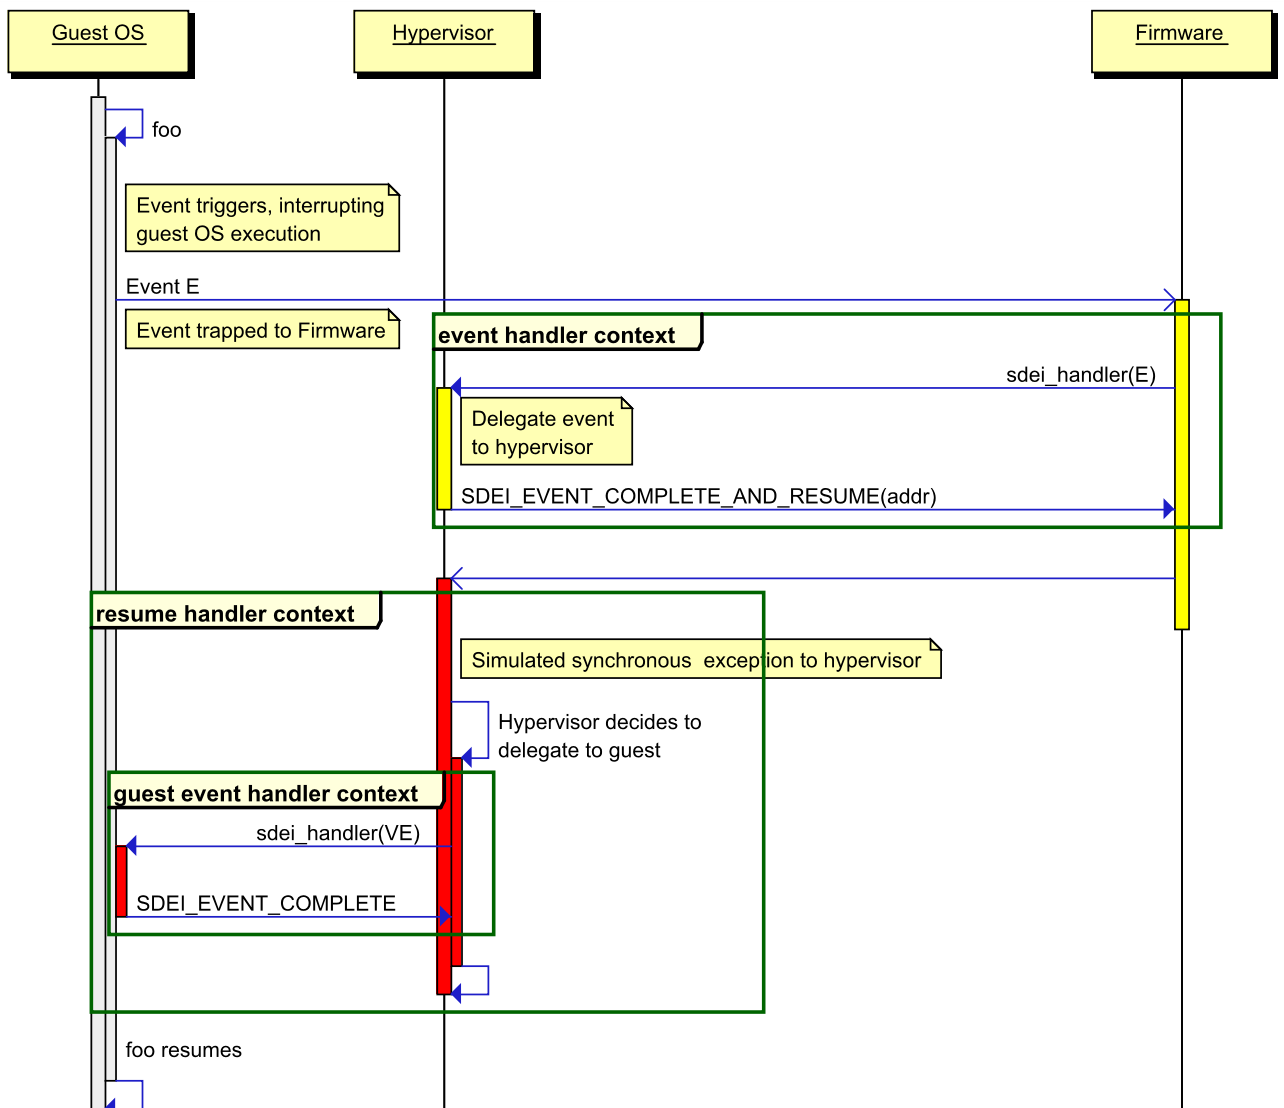 Guest OS
Hypervisor
Firmware
foo
Event triggers, interrupting
guest OS execution
Event E
Event trapped to Firmware
event handler context
sdei_handler(E)
Delegate event
to hypervisor
SDEI_EVENT_COMPLETE_AND_RESUME(addr)
resume handler context
Simulated synchronous  exception to hypervisor
Hypervisor decides to
delegate to guest
guest event handler context
sdei_handler(VE)
SDEI_EVENT_COMPLETE
foo resumes